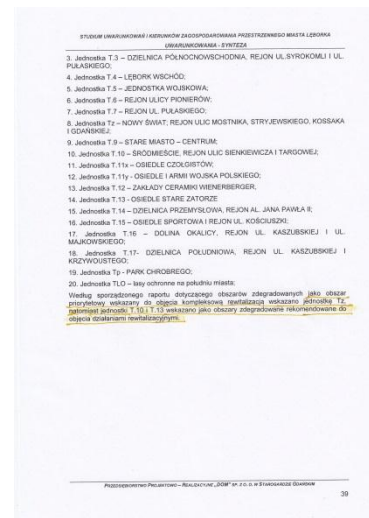 STUDIUM UWARUNKOWAŃ I KIERUNKÓW ZAGOSPODAROWANIA PRZESTRZENNEGO MIASTA LĘBORKA
UWARUNKOWANIA - SYNTEZA
3. Jednostka T.3 – DZIELNICA PÓŁNOCNOWSCHODNIA, REJON UL.SYROKOMLI I UL.
PUŁASKIEGO;
4. Jednostka T.4 – LĘBORK WSCHÓD;
5. Jednostka T.5 – JEDNOSTKA WOJSKOWA;
6. Jednostka T.6 – REJON ULICY PIONIERÓW;
7. Jednostka T.7 – REJON UL. PUŁASKIEGO;
8. Jednostka Tz – NOWY ŚWIAT; REJON ULIC MOSTNIKA, STRYJEWSKIEGO, KOSSAKA
I GDAŃSKIEJ;
9. Jednostka T.9 – STARE MIASTO – CENTRUM;
10. Jednostka T.10 – ŚRÓDMIEŚCIE, REJON ULIC SIENKIEWICZA I TARGOWEJ;
11. Jednostka T.11x – OSIEDLE CZOŁGISTÓW;
12. Jednostka T.11y - OSIEDLE I ARMII WOJSKA POLSKIEGO;
13. Jednostka T.12 – ZAKŁADY CERAMIKI WIENERBERGER,
14. Jednostka T.13 - OSIEDLE STARE ZATORZE
15. Jednostka T.14 – DZIELNICA PRZEMYSŁOWA, REJON AL. JANA PAWŁA II;
16. Jednostka T.15 – OSIEDLE SPORTOWA I REJON UL. KOŚCIUSZKI;
17. Jednostka T.16 – DOLINA OKALICY, REJON UL. KASZUBSKIEJ I UL.
MAJKOWSKIEGO;
18. Jednostka T.17- DZIELNICA POŁUDNIOWA, REJON UL. KASZUBSKIEJ I
KRZYWOUSTEGO;
19. Jednostka Tp - PARK CHROBREGO;
20. Jednostka TLO – lasy ochronne na południu miasta;
Według sporządzonego raportu dotyczącego obszarów zdegradowanych jako obszar
priorytetowy wskazany do objęcia kompleksową rewitalizacją wskazano jednostkę Tz,
natomiast jednostki T.10 i T.13 wskazano jako obszary zdegradowane rekomendowane do
objęcia działaniami rewitalizacyjnymi.
PRZEDSIĘBIORSTWO PROJEKTOWO – REALIZACYJNE „DOM” SP. Z O. O. W STAROGARDZIE GDAŃSKIM
39